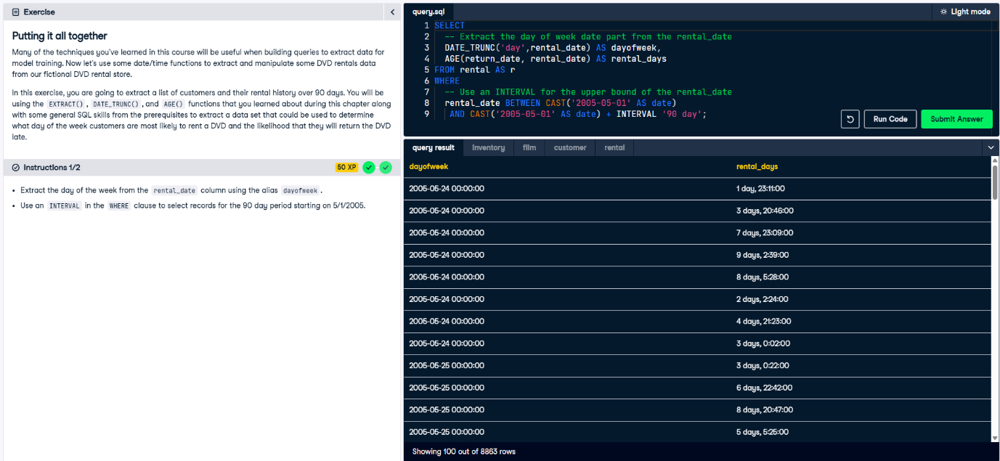 Exercise
Putting it all together
Many of the techniques you've learned in this course will be useful when building queries to extract data for
model training. Now let's use some date/time functions to extract and manipulate some DVD rentals data
from our fictional DVD rental store.
In this exercise, you are going to extract a list of customers and their rental history over 90 days. You will be
using the EXTRACT(), DATE_TRUNC(), and AGE() functions that you learned about during this chapter along
with some general SQL skills from the prerequisites to extract a data set that could be used to determine
what day of the week customers are most likely to rent a DVD and the likelihood that they will return the DVD
late.
Instructions 1/2
50 XP
• Extract the day of the week from the rental_date column using the alias dayofweek.
• Use an INTERVAL in the WHERE clause to select records for the 90 day period starting on 5/1/2005.
query.sql
Light mode
1 SELECT
2 -- Extract the day of week date part from the rental_date
3 DATE_TRUNC('day',rental_date) AS dayofweek,
4 AGE(return_date, rental_date) AS rental_days
5 FROM rental AS r
6 WHERE
7 -- Use an INTERVAL for the upper bound of the rental_date
8 rental_date BETWEEN CAST('2005-05-01' AS date)
9 AND CAST('2005-05-01' AS date) + INTERVAL '90 day';
Run Code
Submit Answer
query result inventory film customer rental
dayofweek rental_days
2005-05-24 00:00:00 1 day, 23:11:00
2005-05-24 00:00:00 3 days, 20:46:00
2005-05-24 00:00:00 7 days, 23:09:00
2005-05-24 00:00:00 9 days, 2:39:00
2005-05-24 00:00:00 8 days, 5:28:00
2005-05-24 00:00:00 2 days, 2:24:00
2005-05-24 00:00:00 4 days, 21:23:00
2005-05-24 00:00:00 3 days, 0:02:00
2005-05-25 00:00:00 3 days, 0:22:00
2005-05-25 00:00:00 6 days, 22:42:00
2005-05-25 00:00:00 8 days, 20:47:00
2005-05-25 00:00:00 5 days, 5:25:00
Showing 100 out of 8863 rows